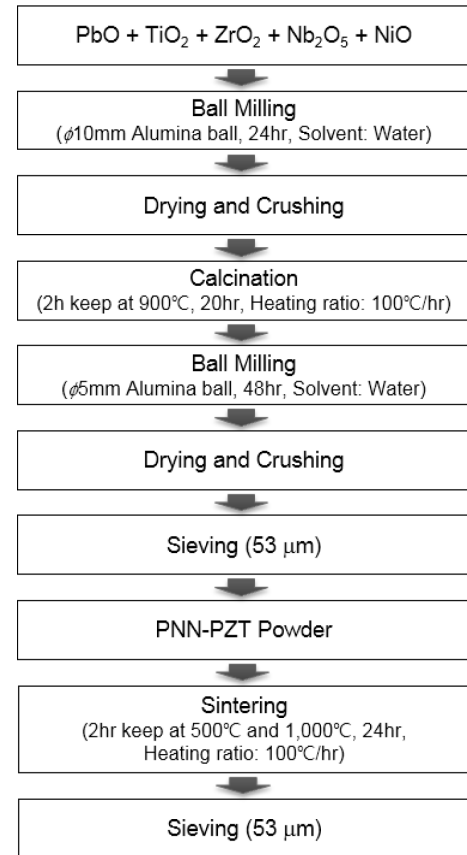 PbO + TiO₂ + ZrO₂ + Nb₂O₅ + NiO
Ball Milling
(ϕ10mm Alumina ball, 24hr, Solvent: Water)
Drying and Crushing
Calcination
(2h keep at 900℃, 20hr, Heating ratio: 100℃/hr)
Ball Milling
(ϕ5mm Alumina ball, 48hr, Solvent: Water)
Drying and Crushing
Sieving (53 μm)
PNN-PZT Powder
Sintering
(2hr keep at 500℃ and 1,000℃, 24hr,
Heating ratio: 100℃/hr)
Sieving (53 μm)